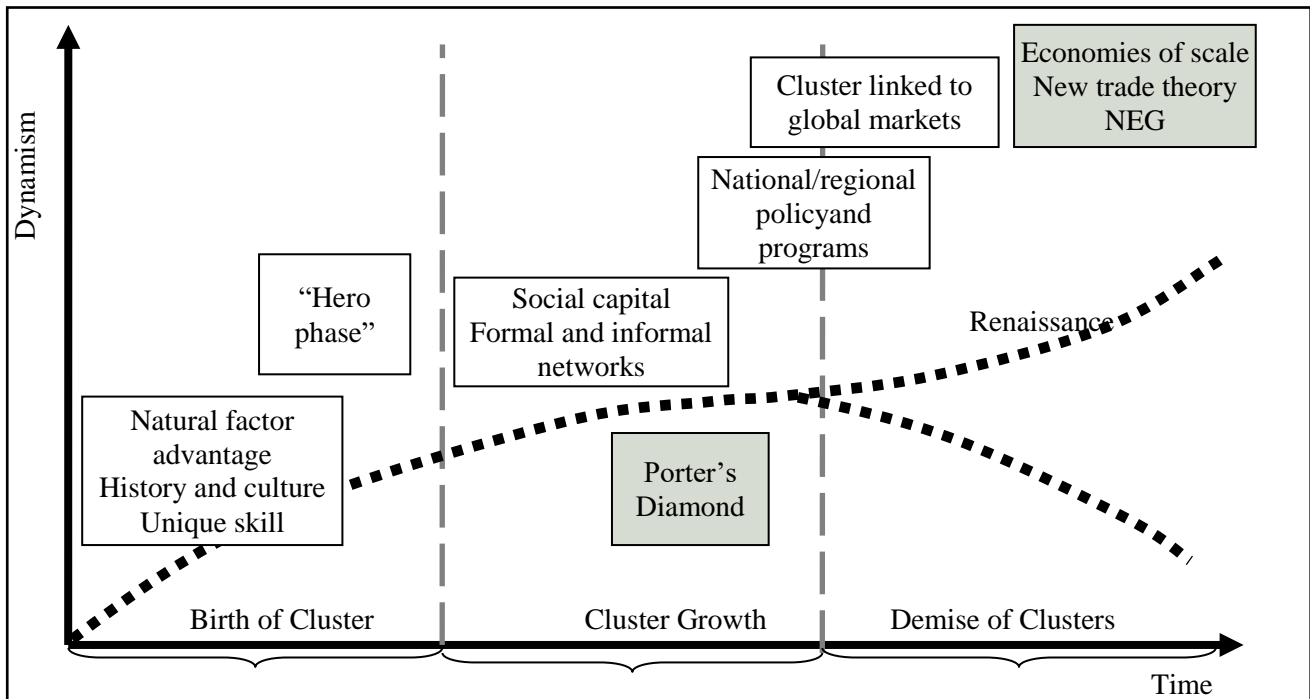 Dynamism
Economies of scale
New trade theory
NEG
Cluster linked to
global markets
National/regional
policyand
programs
“Hero
phase”
Social capital
Formal and informal
networks
Renaissance
Natural factor
advantage
History and culture
Unique skill
Porter’s
Diamond
Birth of Cluster
Cluster Growth
Demise of Clusters
Time